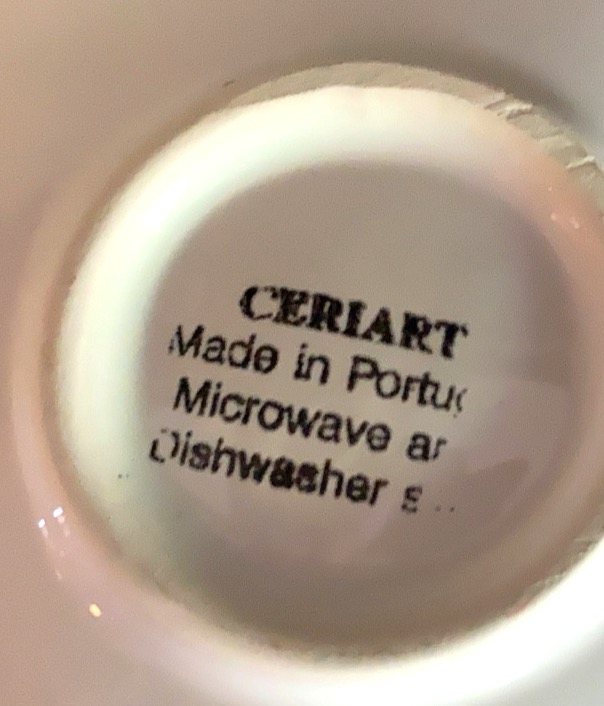 CERIART
Made in Portug
Microwave ar
Dishwasher s